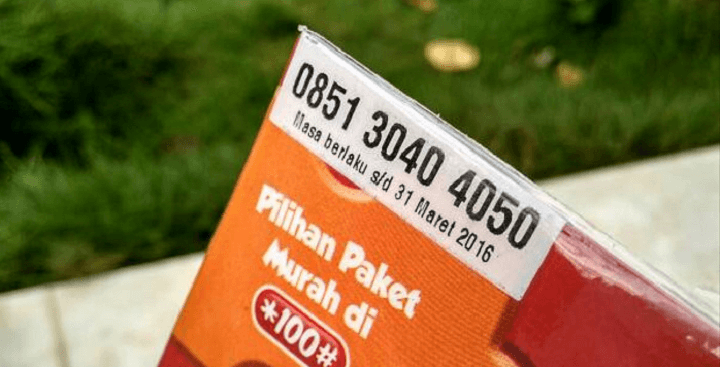 0851 3040 4050
Masa berlaku s/d 31 Maret 2016
Pilihan Paket
Murah di
*100#